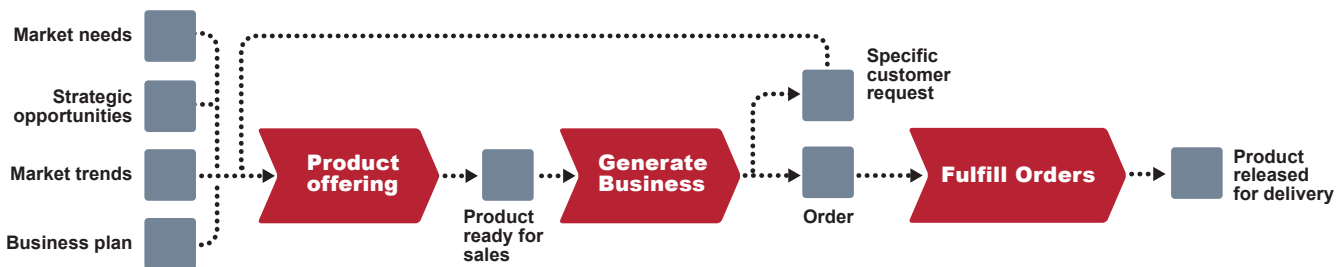 Market needs
Strategic
opportunities
Market trends
Business plan
Product
offering
Product
ready for
sales
Generate
Business
Specific
customer
request
Order
Fulfill Orders
Product
released
for delivery